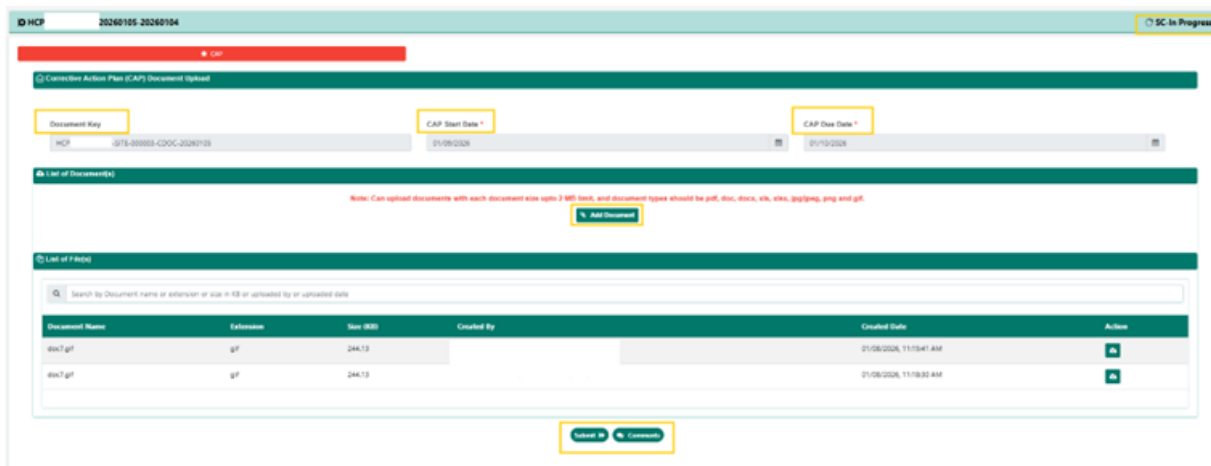 ID HCP 20260105-20260104
SC-In Progress
CAP
Corrective Action Plan (CAP) Document Upload
Document Key
CAP Start Date *
CAP Due Date *
HCP -SITE-000003-CDOC-20260105
01/09/2026
01/10/2026
List of Document(s)
Note: Can upload documents with each document size upto 2 MB limit, and document types should be pdf, doc, docx, xls, xlsx, jpg/jpeg, png and gif.
Add Document
List of File(s)
Search by Document name or extension or size in KB or uploaded by or uploaded date
Document Name Extension Size (KB) Created By Created Date Action
doc7.gif gif 244.13 01/08/2026, 11:15:41 AM
doc7.gif gif 244.13 01/08/2026, 11:18:30 AM
Submit Comments